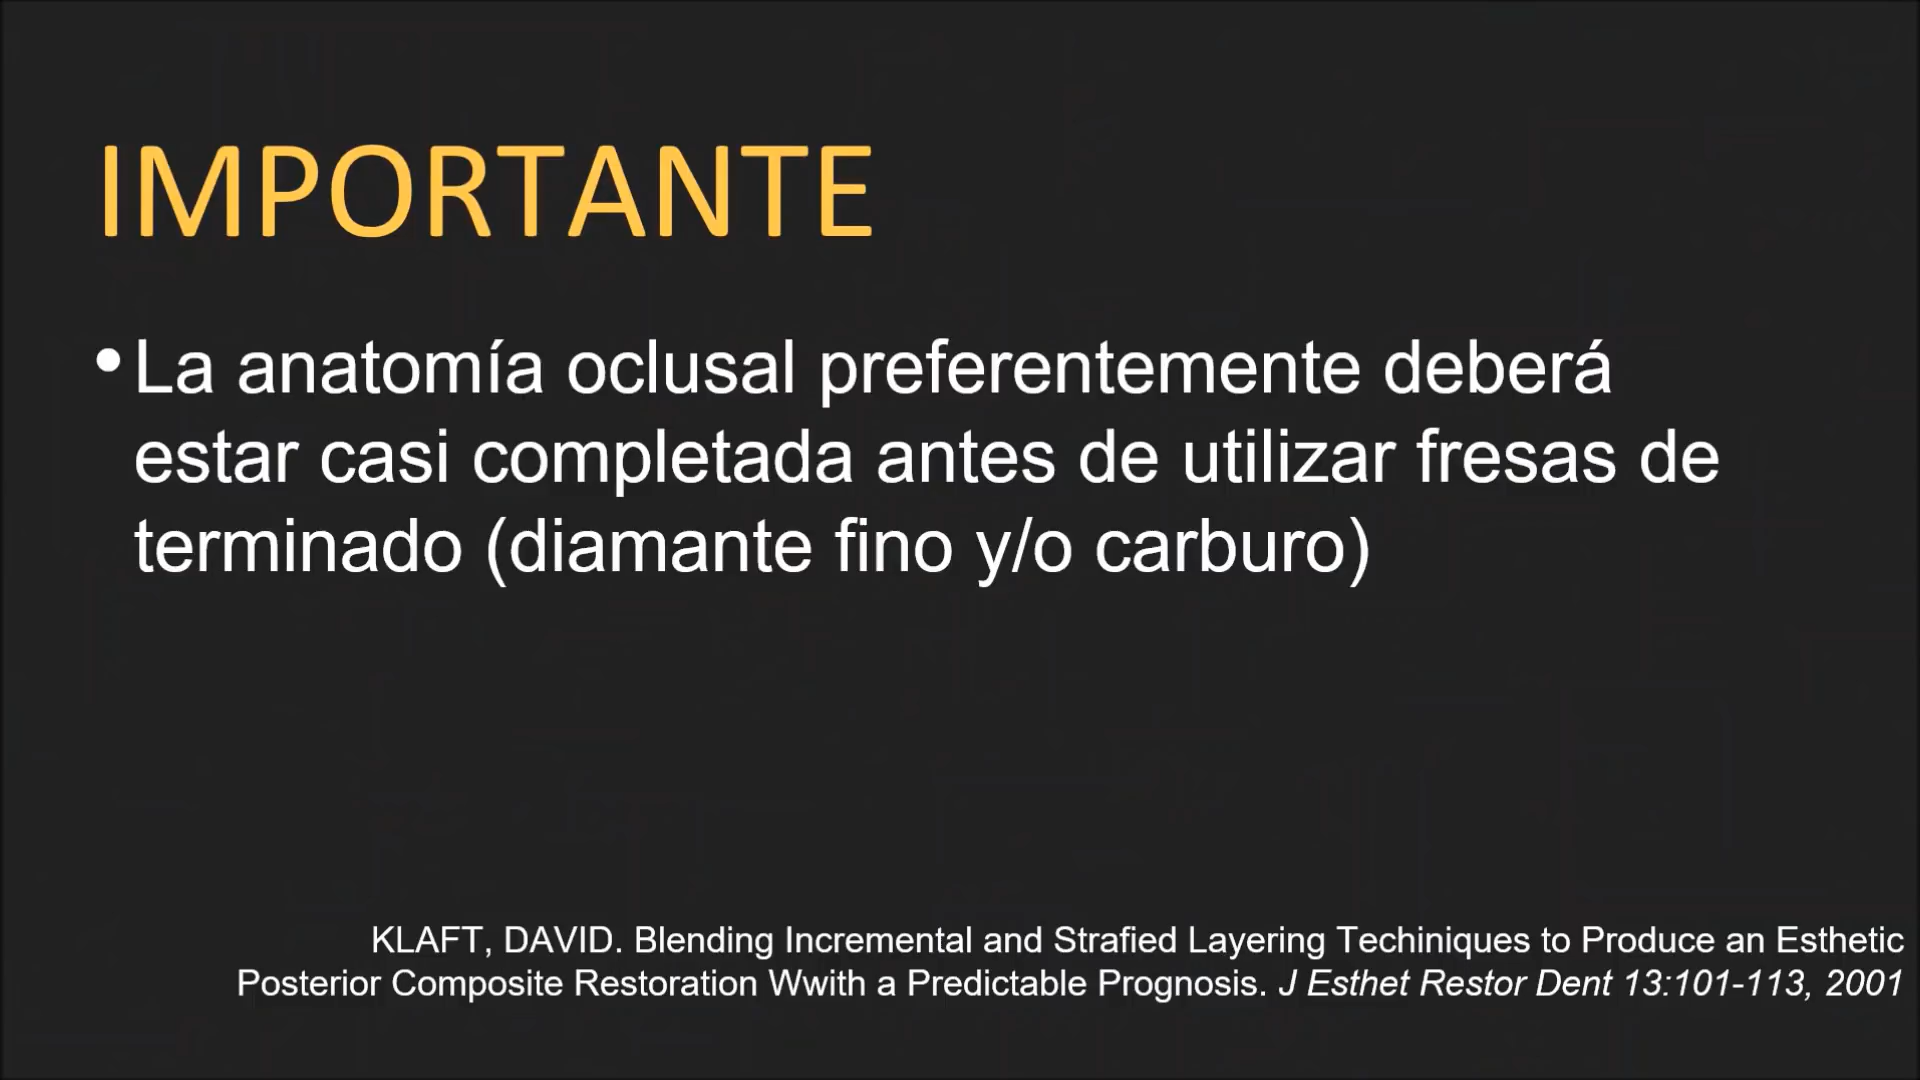 IMPORTANTE
•La anatomía oclusal preferentemente deberá
estar casi completada antes de utilizar fresas de
terminado (diamante fino y/o carburo)
KLAFT, DAVID. Blending Incremental and Strafied Layering Techiniques to Produce an Esthetic
Posterior Composite Restoration Wwith a Predictable Prognosis. J Esthet Restor Dent 13:101-113, 2001